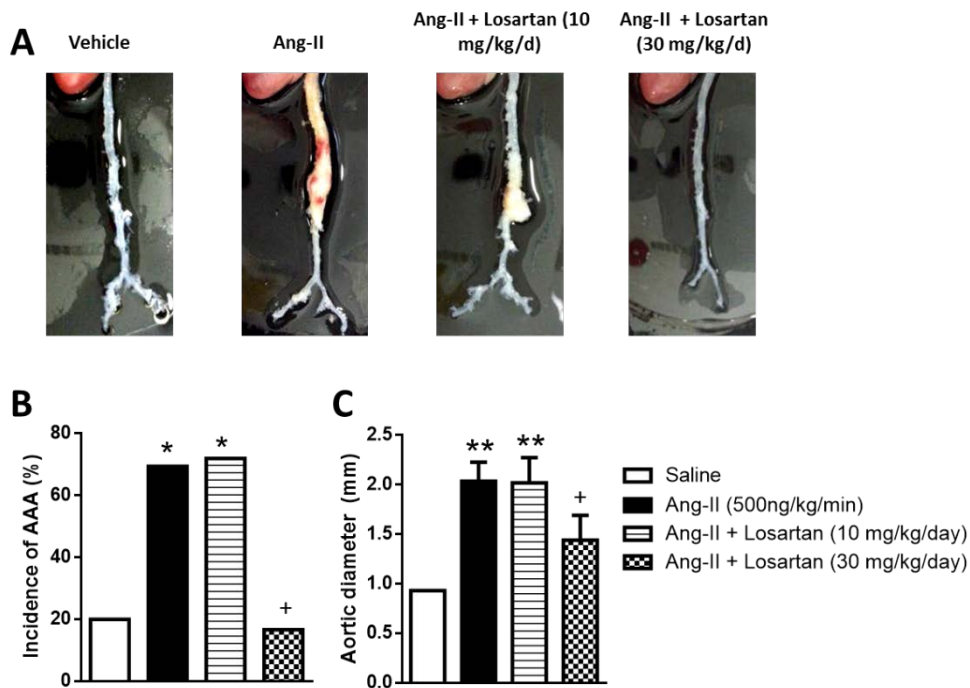 A
Vehicle
Ang-II
Ang-II + Losartan (10
mg/kg/d)
Ang-II + Losartan
(30 mg/kg/d)
B
Incidence of AAA (%)
80
60
40
20
0
*
*
+
C
Aortic diameter (mm)
2.5
2.0
1.5
1.0
0.5
0.0
**
**
+
Saline
Ang-II (500ng/kg/min)
Ang-II + Losartan (10 mg/kg/day)
Ang-II + Losartan (30 mg/kg/day)